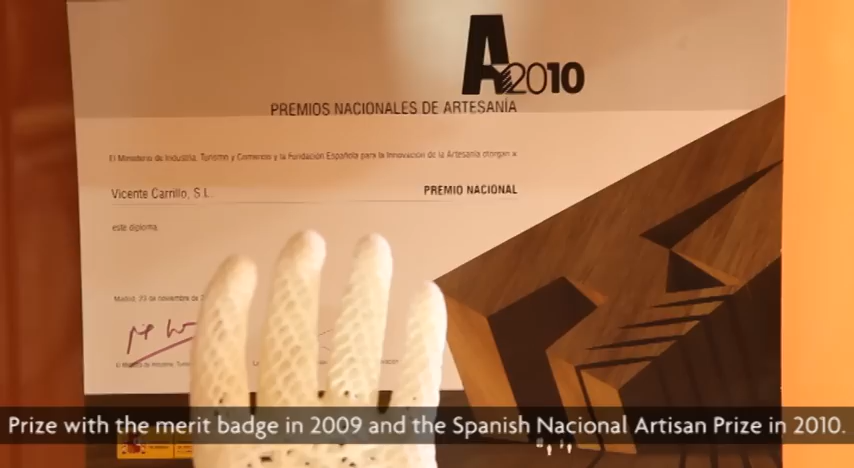 A
2010
PREMIOS NACIONALES DE ARTESANÍA
El Ministerio de Industria, Turismo y Comercio y la Fundación Española para la Innovación de la Artesanía otorgan a
Vicente Carrillo, S.L. PREMIO NACIONAL
este diploma
Madrid, 23 de noviembre de
Prize with the merit badge in 2009 and the Spanish National Artisan Prize in 2010.